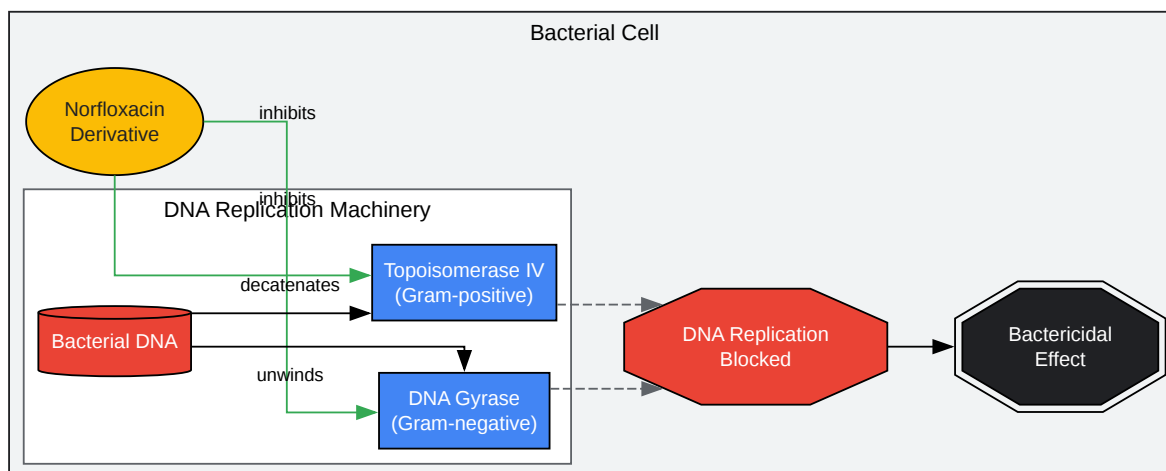 Bacterial Cell
Norfloxacin
Derivative
inhibits
inhibits
DNA Replication Machinery
Topoisomerase IV
(Gram-positive)
decatenates
Bacterial DNA
unwinds
DNA Gyrase
(Gram-negative)
DNA Replication
Blocked
Bactericidal
Effect